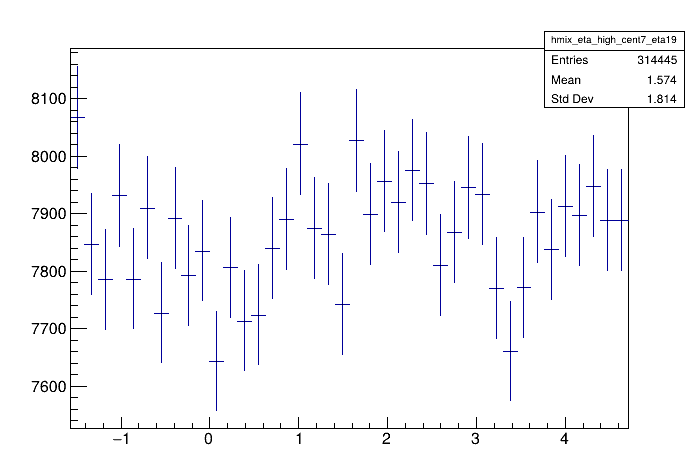 hmix_eta_high_cent7_eta19
Entries 314445
Mean 1.574
Std Dev 1.814
8100
8000
7900
7800
7700
7600
−1 0 1 2 3 4